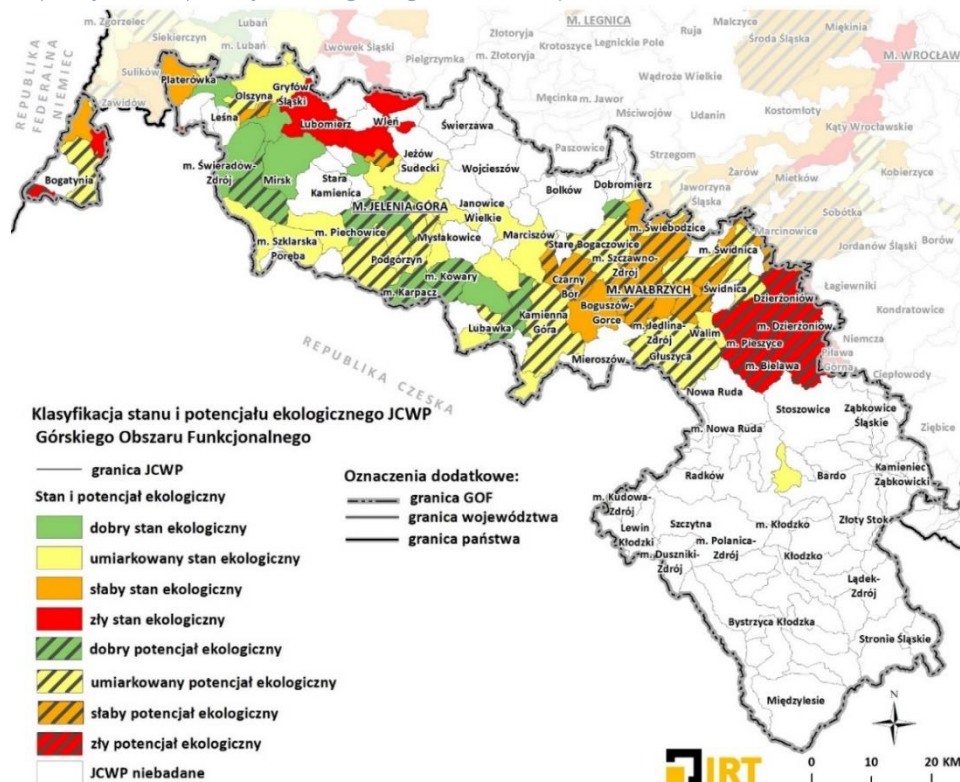 m. Zgorzelec
Siekierczyn
Lubań
m. Lubań
Lwówek Śląski
Pielgrzymka
Złotoryja
m. Złotoryja
Krotoszyce
M. LEGNICA
Legnickie Pole
Ruja
Malczyce
Środa Śląska
Miękinia
M. WROCŁAW
REPUBLIKA
FEDERALNA
NIEMIEC
Sulików
Zawidów
Platerówka
Olszyna
Gryfów
Śląski
Leśna
Lubomierz
Wleń
Świerzawa
Męcinka
m. Jawor
Mściwojów
Wądroże Wielkie
Udanin
Kostomłoty
Kąty Wrocławskie
Paszowice
Strzegom
Żarów
Mietków
Kobierzyce
Bogatynia
m. Świeradów-
Zdrój
Mirsk
Stara
Kamienica
Jeżów
Sudecki
Wojcieszów
Bolków
Dobromierz
Jaworzyna
Śląska
Marcinowice
Sobótka
Jordanów Śląski
Borów
M. JELENIA GÓRA
Janowice
Wielkie
m. Piechowice
Mysłakowice
Marciszów
m. Szklarska
Poręba
Podgórzyn
m. Kowary
m. Karpacz
Stare Bogaczowice
m. Świebodzice
m. Szczawno-
Zdrój
m. Świdnica
Świdnica
Czarny
Bór
M. WAŁBRZYCH
Boguszów-
Gorce
Kamienna
Góra
Lubawka
m. Jedlina-
Zdrój
Walim
Głuszyca
Mieroszów
Dzierżoniów
m. Dzierżoniów
m. Pieszyce
m. Bielawa
Łagiewniki
Kondratowice
Niemcza
Piława
Górna
Ciepłowody
Ziębice
REPUBLIKA CZESKA
Nowa Ruda
m. Nowa Ruda
Stoszowice
Ząbkowice
Śląskie
Radków
Bardo
Kamieniec
Ząbkowicki
m. Kudowa-
Zdrój
Lewin
Kłodzki
m. Duszniki-
Zdrój
Szczytna
m. Polanica-
Zdrój
m. Kłodzko
Kłodzko
Złoty Stok
Lądek-
Zdrój
Bystrzyca Kłodzka
Stronie Śląskie
Międzylesie
Klasyfikacja stanu i potencjału ekologicznego JCWP
Górskiego Obszaru Funkcjonalnego
granica JCWP
Stan i potencjał ekologiczny
dobry stan ekologiczny
umiarkowany stan ekologiczny
słaby stan ekologiczny
zły stan ekologiczny
dobry potencjał ekologiczny
umiarkowany potencjał ekologiczny
słaby potencjał ekologiczny
zły potencjał ekologiczny
JCWP niebadane
Oznaczenia dodatkowe:
granica GOF
granica województwa
granica państwa
N
IRT
0 10 20 KM